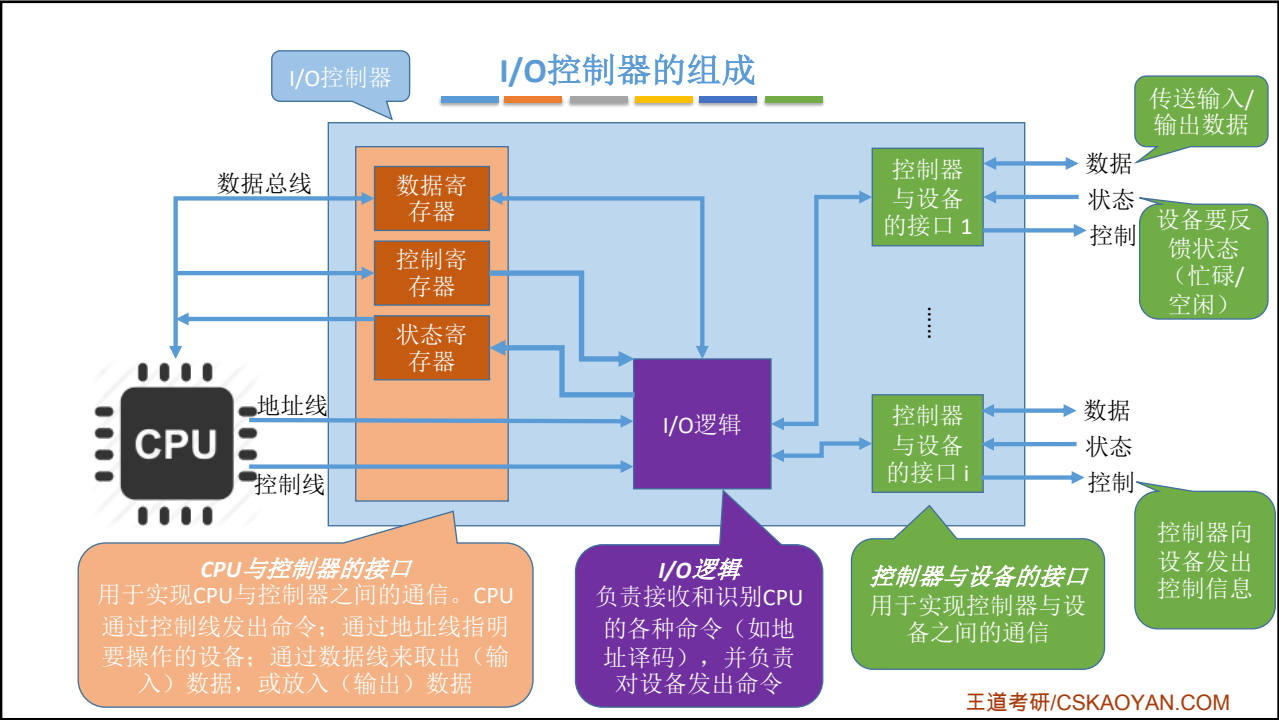 I/O控制器的组成
I/O控制器
数据总线
数据寄
存器
控制寄
存器
状态寄
存器
CPU
地址线
控制线
I/O逻辑
控制器
与设备
的接口 1
数据
状态
控制
传送输入/
输出数据
设备要反
馈状态
（忙碌/
空闲）
......
控制器
与设备
的接口 i
数据
状态
控制
控制器向
设备发出
控制信息
CPU与控制器的接口
用于实现CPU与控制器之间的通信。CPU
通过控制线发出命令；通过地址线指明
要操作的设备；通过数据线来取出（输
入）数据，或放入（输出）数据
I/O逻辑
负责接收和识别CPU
的各种命令（如地
址译码），并负责
对设备发出命令
控制器与设备的接口
用于实现控制器与设
备之间的通信
王道考研/CSKAOYAN.COM